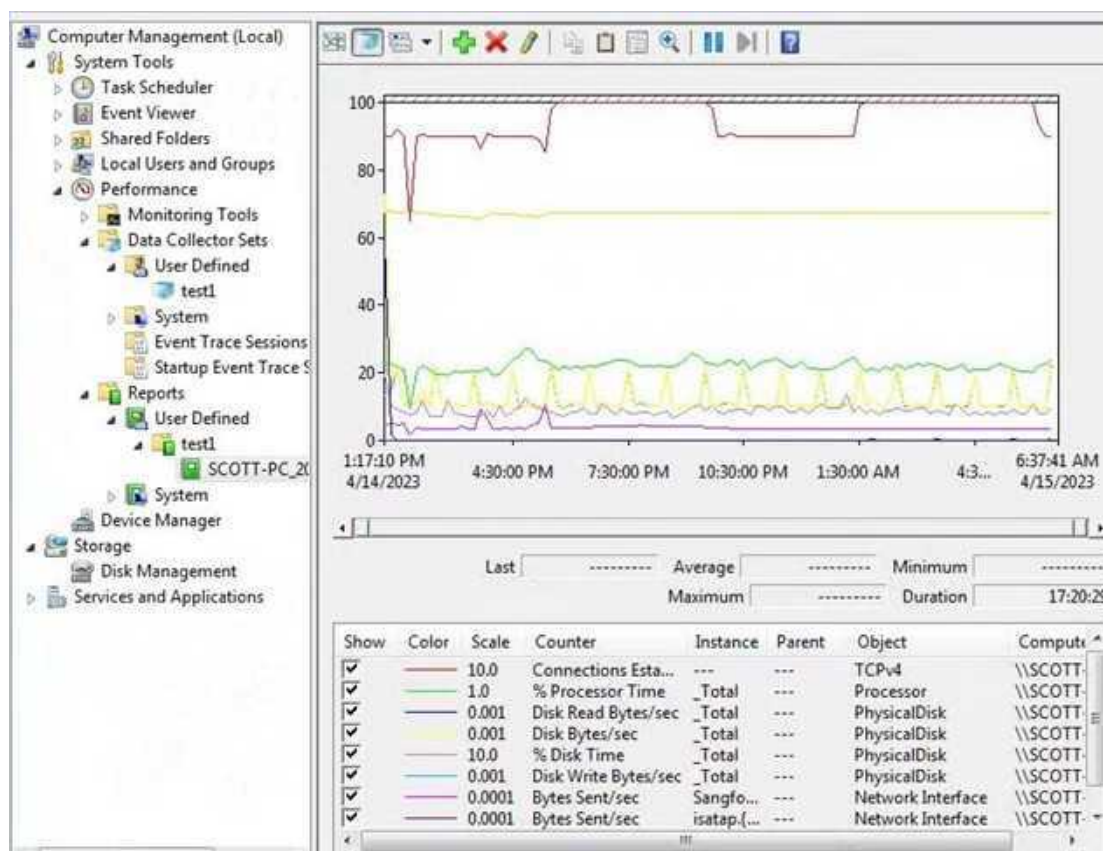 Computer Management (Local)
System Tools
Task Scheduler
Event Viewer
Shared Folders
Local Users and Groups
Performance
Monitoring Tools
Data Collector Sets
User Defined
test1
System
Event Trace Sessions
Startup Event Trace S
Reports
User Defined
test1
SCOTT-PC_20
System
Device Manager
Storage
Disk Management
Services and Applications
100
80
60
40
20
0
1:17:10 PM 4:30:00 PM 7:30:00 PM 10:30:00 PM 1:30:00 AM 4:3... 6:37:41 AM
4/14/2023 4/15/2023
Last --------- Average --------- Minimum ---------
Maximum --------- Duration 17:20:29
Show Color Scale Counter Instance Parent Object Compute
10.0 Connections Esta... --- --- TCPv4 \\SCOTT-
1.0 % Processor Time _Total --- Processor \\SCOTT-
0.001 Disk Read Bytes/sec _Total --- PhysicalDisk \\SCOTT-
0.001 Disk Bytes/sec _Total --- PhysicalDisk \\SCOTT-
10.0 % Disk Time _Total --- PhysicalDisk \\SCOTT-
0.001 Disk Write Bytes/sec _Total --- PhysicalDisk \\SCOTT-
0.0001 Bytes Sent/sec Sangfo... --- Network Interface \\SCOTT-
0.0001 Bytes Sent/sec isatap.{... --- Network Interface \\SCOTT-